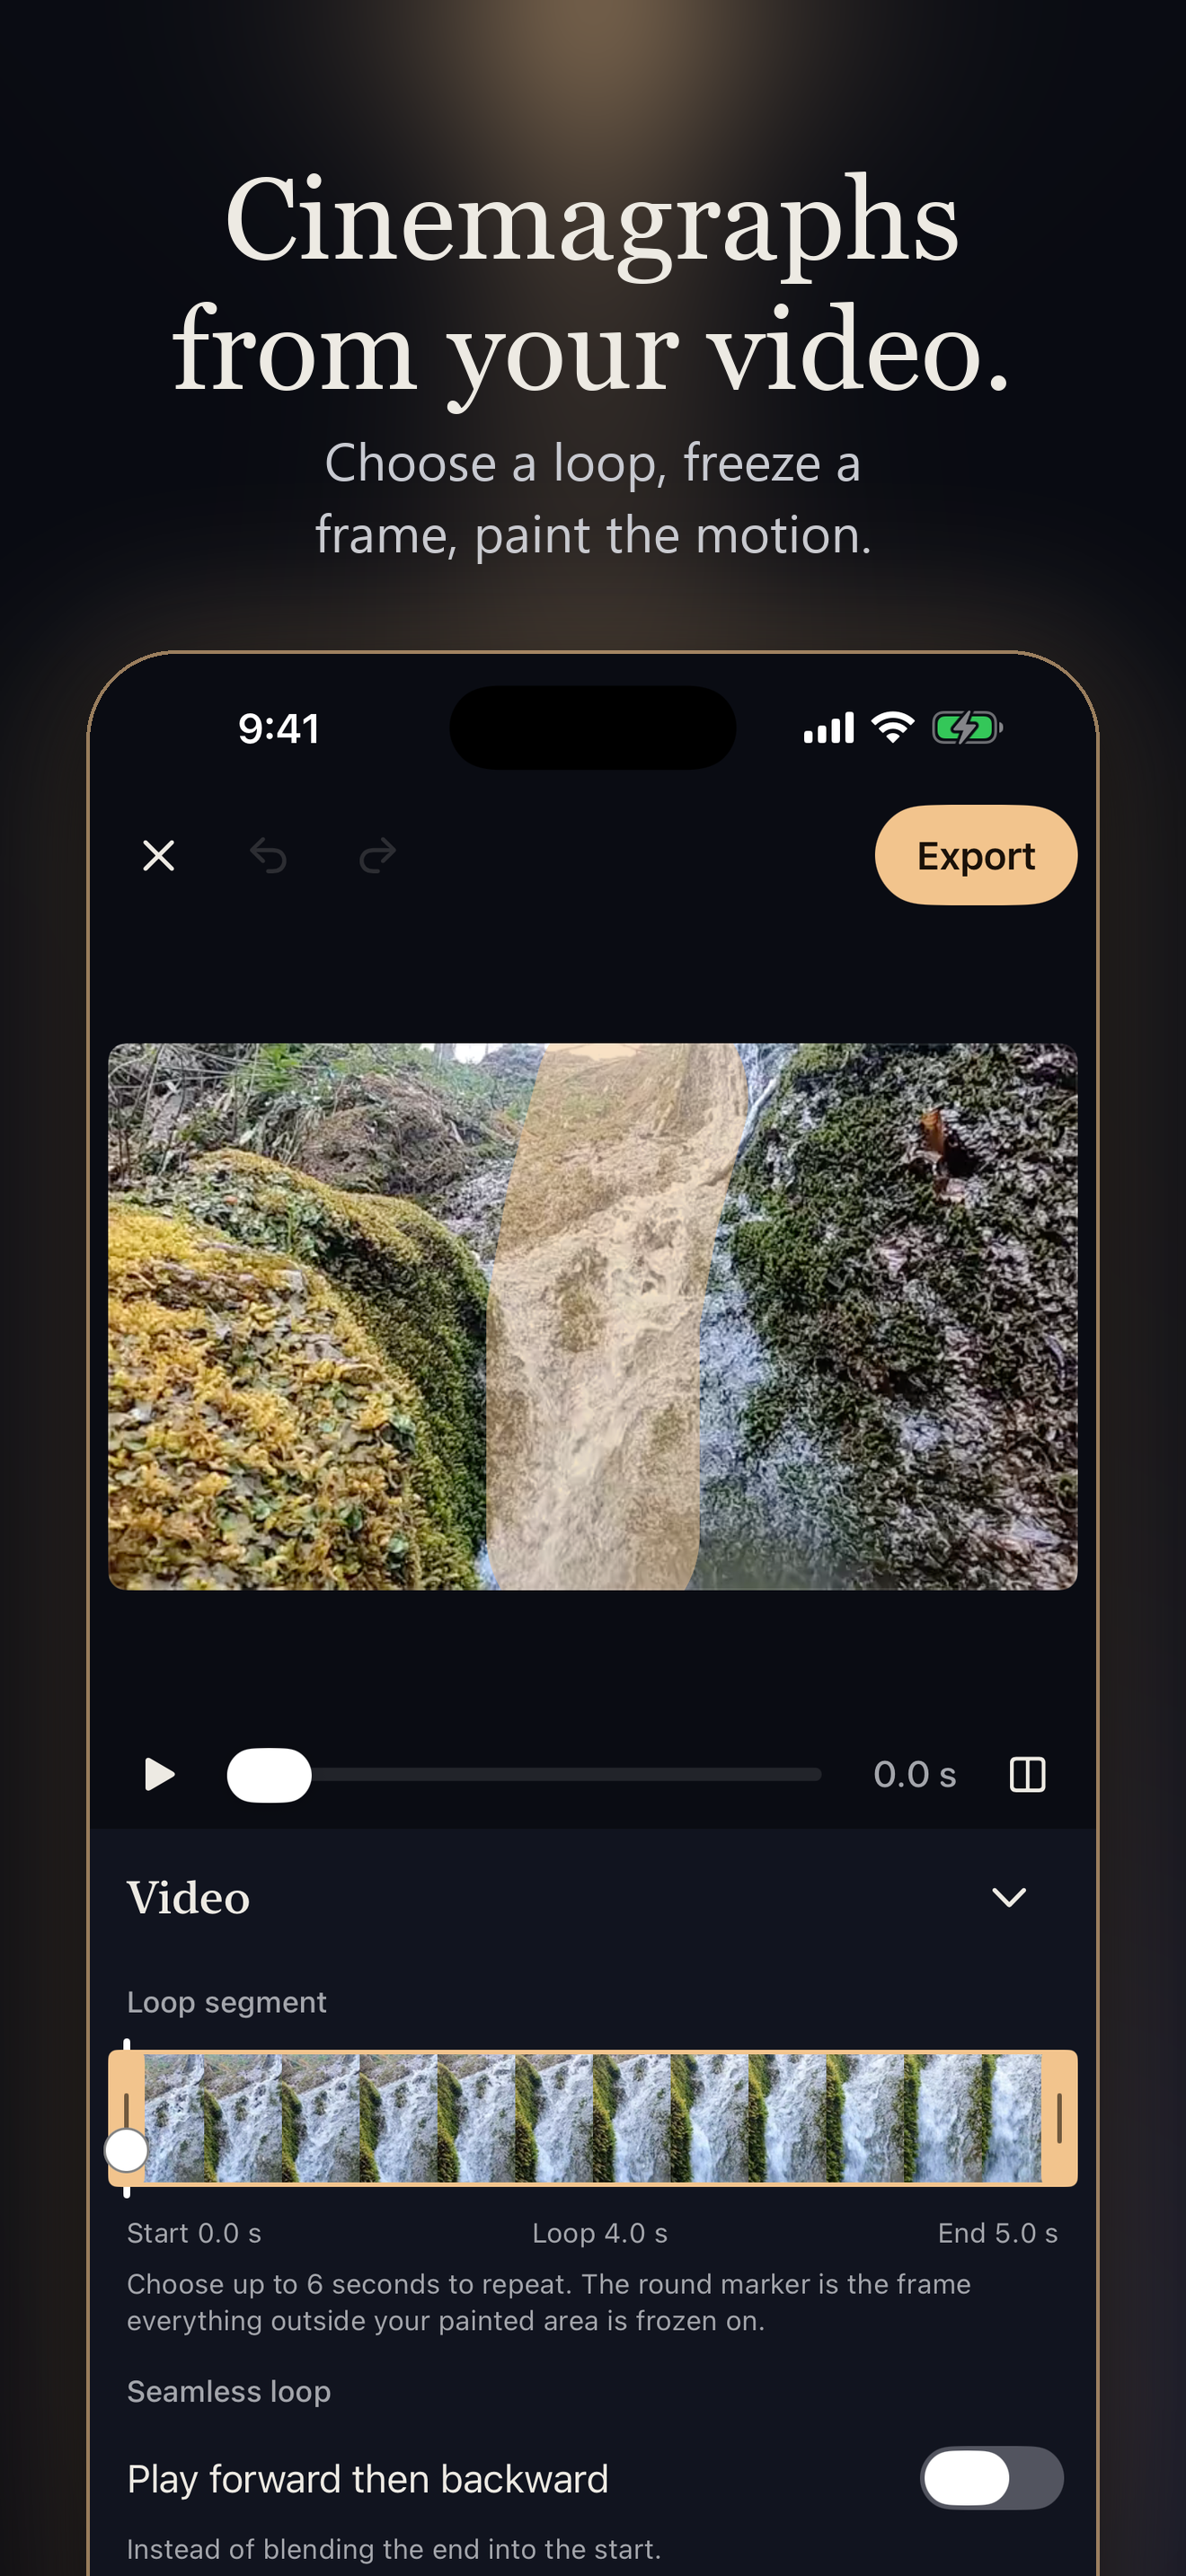 Cinemagraphs
from your video.
Choose a loop, freeze a
frame, paint the motion.
9:41
Export
0.0 s
Video
Loop segment
Start 0.0 s
Loop 4.0 s
End 5.0 s
Choose up to 6 seconds to repeat. The round marker is the frame
everything outside your painted area is frozen on.
Seamless loop
Play forward then backward
Instead of blending the end into the start.